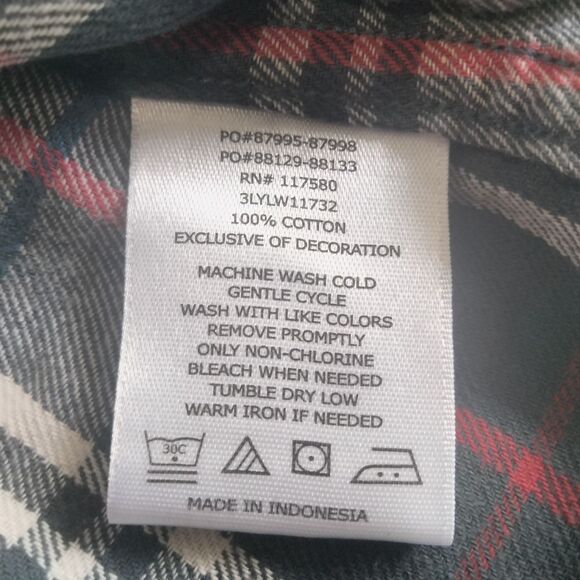 PO#87995-87998
PO#88129-88133
RN# 117580
3LYLW11732
100% COTTON
EXCLUSIVE OF DECORATION
MACHINE WASH COLD
GENTLE CYCLE
WASH WITH LIKE COLORS
REMOVE PROMPTLY
ONLY NON-CHLORINE
BLEACH WHEN NEEDED
TUMBLE DRY LOW
WARM IRON IF NEEDED
30C
MADE IN INDONESIA